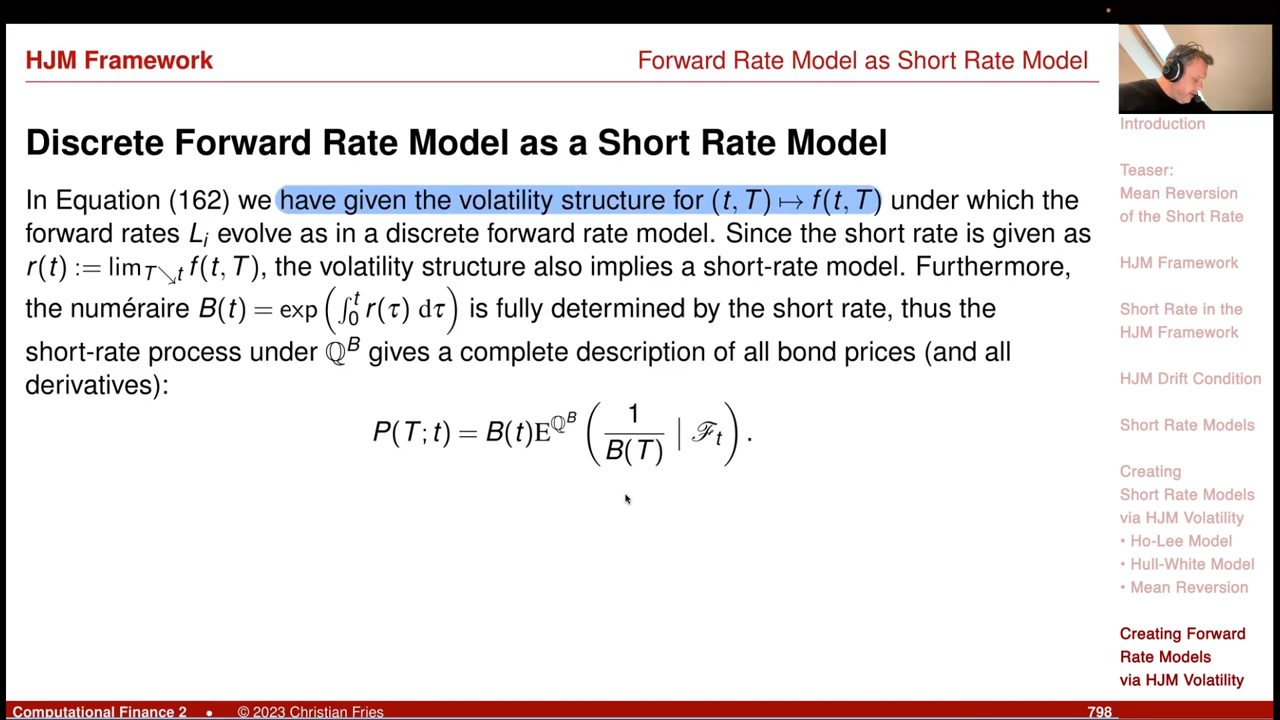 HJM Framework
Forward Rate Model as Short Rate Model
Discrete Forward Rate Model as a Short Rate Model
In Equation (162) we have given the volatility structure for (t, T) ↦ f(t, T) under which the
forward rates L_i evolve as in a discrete forward rate model. Since the short rate is given as
r(t) := lim_{T↘t} f(t, T), the volatility structure also implies a short-rate model. Furthermore,
the numéraire B(t) = exp(∫_0^t r(τ) dτ) is fully determined by the short rate, thus the
short-rate process under ℚ^B gives a complete description of all bond prices (and all
derivatives):
P(T; t) = B(t)E^{ℚ^B}(1/B(T) | ℱ_t).
Introduction
Teaser:
Mean Reversion
of the Short Rate
HJM Framework
Short Rate in the
HJM Framework
HJM Drift Condition
Short Rate Models
Creating
Short Rate Models
via HJM Volatility
• Ho-Lee Model
• Hull-White Model
• Mean Reversion
Creating Forward
Rate Models
via HJM Volatility
Computational Finance 2 • © 2023 Christian Fries
798